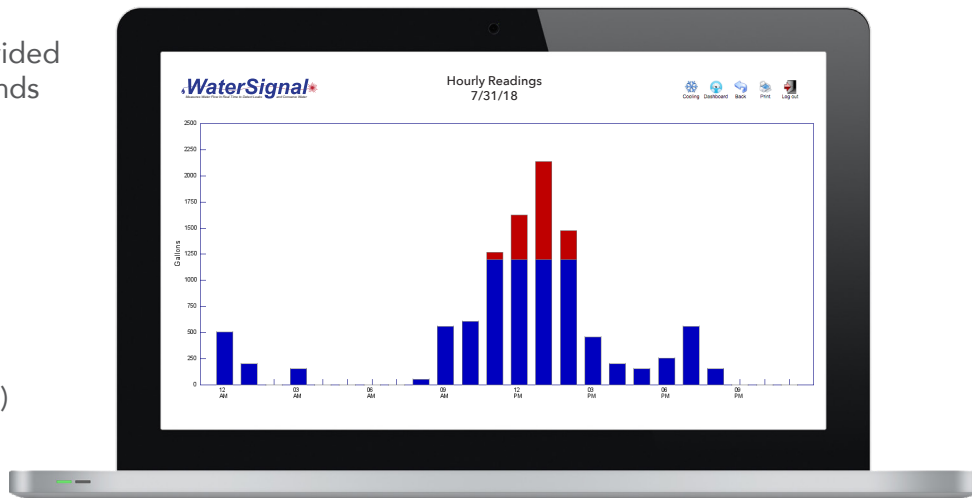 vided
nds
)
WaterSignal
Hourly Readings
7/31/18
Cooling Dashboard Back Print Log out
Gallons
2500
2250
2000
1750
1500
1250
1000
750
500
250
0
12 AM
03 AM
06 AM
09 AM
12 PM
03 PM
06 PM
09 PM